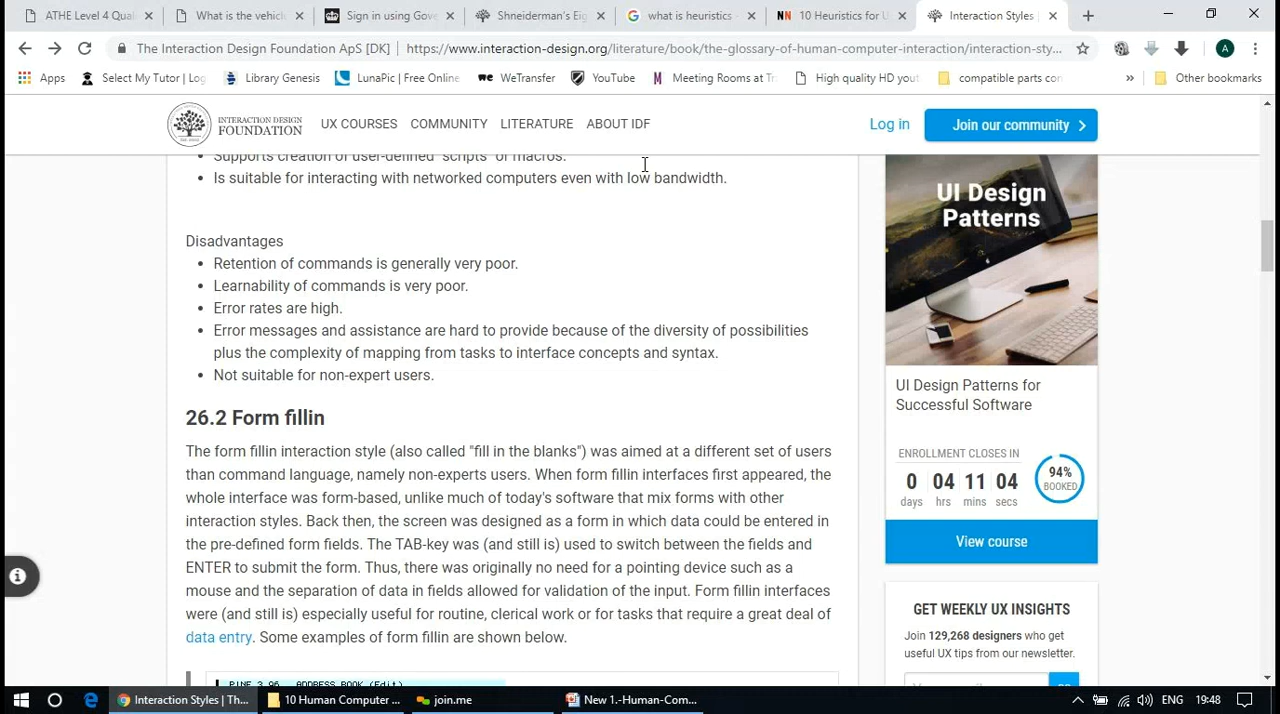 ATHE Level 4 Quali
What is the vehicl
Sign in using Gove
Shneiderman's Eig
what is heuristics -
10 Heuristics for U
Interaction Styles |
The Interaction Design Foundation ApS [DK] | https://www.interaction-design.org/literature/book/the-glossary-of-human-computer-interaction/interaction-sty...
A
Apps
Select My Tutor | Log
Library Genesis
LunaPic | Free Online
WeTransfer
YouTube
Meeting Rooms at Tr
High quality HD yout
compatible parts.com
»
Other bookmarks
INTERACTION DESIGN
FOUNDATION
UX COURSES
COMMUNITY
LITERATURE
ABOUT IDF
Log in
Join our community
Supports creation of user-defined "scripts" or macros.
Is suitable for interacting with networked computers even with low bandwidth.
Disadvantages
Retention of commands is generally very poor.
Learnability of commands is very poor.
Error rates are high.
Error messages and assistance are hard to provide because of the diversity of possibilities
plus the complexity of mapping from tasks to interface concepts and syntax.
Not suitable for non-expert users.
26.2 Form fillin
The form fillin interaction style (also called "fill in the blanks") was aimed at a different set of users
than command language, namely non-experts users. When form fillin interfaces first appeared, the
whole interface was form-based, unlike much of today's software that mix forms with other
interaction styles. Back then, the screen was designed as a form in which data could be entered in
the pre-defined form fields. The TAB-key was (and still is) used to switch between the fields and
ENTER to submit the form. Thus, there was originally no need for a pointing device such as a
mouse and the separation of data in fields allowed for validation of the input. Form fillin interfaces
were (and still is) especially useful for routine, clerical work or for tasks that require a great deal of
data entry. Some examples of form fillin are shown below.
PINE 3.96 ADDRESS BOOK (Edit)
UI Design
Patterns
UI Design Patterns for
Successful Software
ENROLLMENT CLOSES IN
0 04 11 04
days hrs mins secs
94%
BOOKED
View course
GET WEEKLY UX INSIGHTS
Join 129,268 designers who get
useful UX tips from our newsletter.
Interaction Styles | Th...
10 Human Computer ...
join.me
New 1.-Human-Com...
ENG
19:48